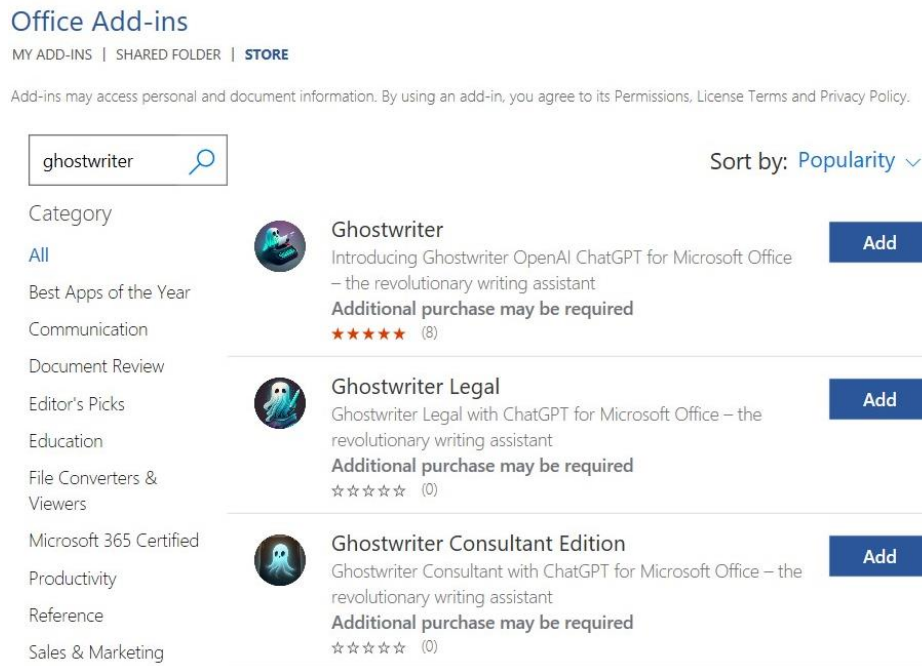 Office Add-ins
MY ADD-INS | SHARED FOLDER | STORE
Add-ins may access personal and document information. By using an add-in, you agree to its Permissions, License Terms and Privacy Policy.
ghostwriter
Sort by: Popularity
Category
All
Best Apps of the Year
Communication
Document Review
Editor's Picks
Education
File Converters &
Viewers
Microsoft 365 Certified
Productivity
Reference
Sales & Marketing
Ghostwriter
Introducing Ghostwriter OpenAI ChatGPT for Microsoft Office
– the revolutionary writing assistant
Additional purchase may be required
(8)
Add
Ghostwriter Legal
Ghostwriter Legal with ChatGPT for Microsoft Office – the
revolutionary writing assistant
Additional purchase may be required
(0)
Add
Ghostwriter Consultant Edition
Ghostwriter Consultant with ChatGPT for Microsoft Office – the
revolutionary writing assistant
Additional purchase may be required
(0)
Add